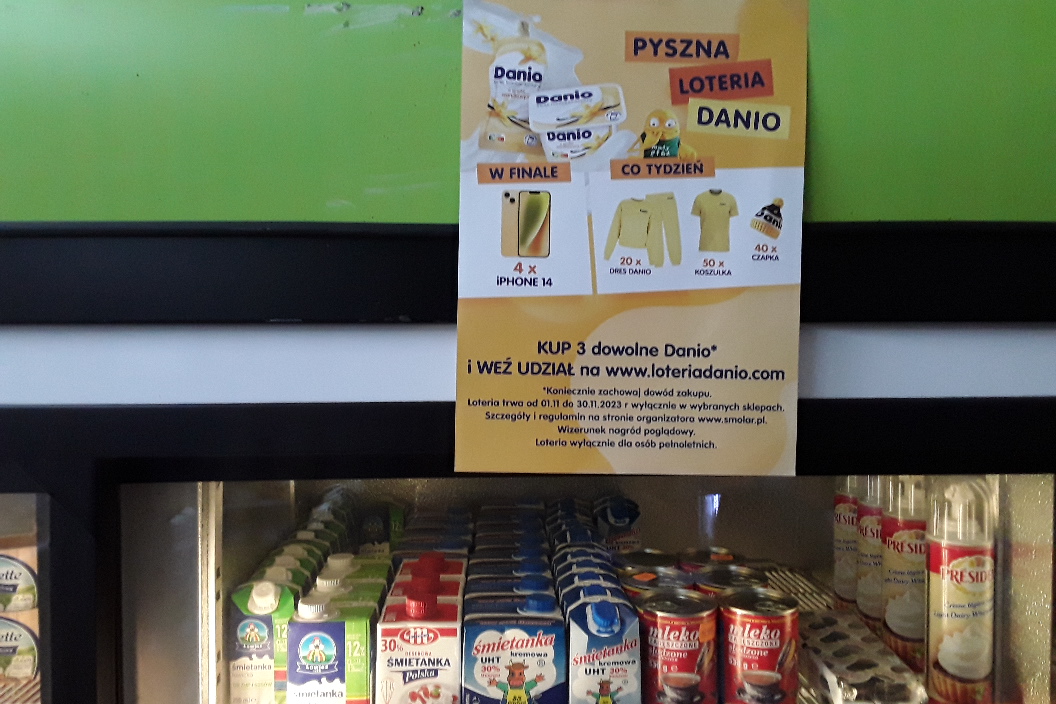 PYSZNA
LOTERIA
DANIO
Danio
Danio
Danio
W FINALE
CO TYDZIEŃ
Danio
4 x
iPHONE 14
20 x
DRES DANIO
50 x
KOSZULKA
40 x
CZAPKA
KUP 3 dowolne Danio*
i WEŹ UDZIAŁ na www.loteriadanio.com
*Koniecznie zachowaj dowód zakupu.
Loteria trwa od 01.11 do 30.11.2023 r wyłącznie w wybranych sklepach.
Szczegóły i regulamin na stronie organizatora www.smolar.pl.
Wizerunek nagród poglądowy.
Loteria wyłącznie dla osób pełnoletnich.
śmietanka
12%
śmietanka
30%
ŚMIETANKA
Polska
śmietanka
kremowa
UHT 30%
śmietanka
kremowa
UHT 30%
mleko
mleko
PRÉSID